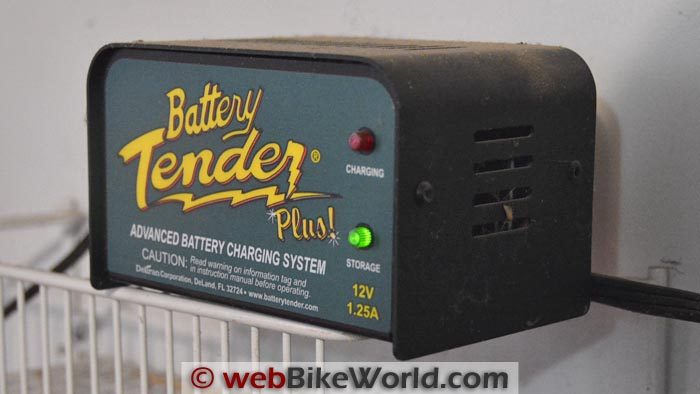 Battery
Tender®
Plus!
CHARGING
ADVANCED BATTERY CHARGING SYSTEM
STORAGE
CAUTION: Read warning on information tag and
in instruction manual before operating.
Deltran Corporation, DeLand, FL 32724 • www.batterytender.com
12V
1.25A
© webBikeWorld.com ®